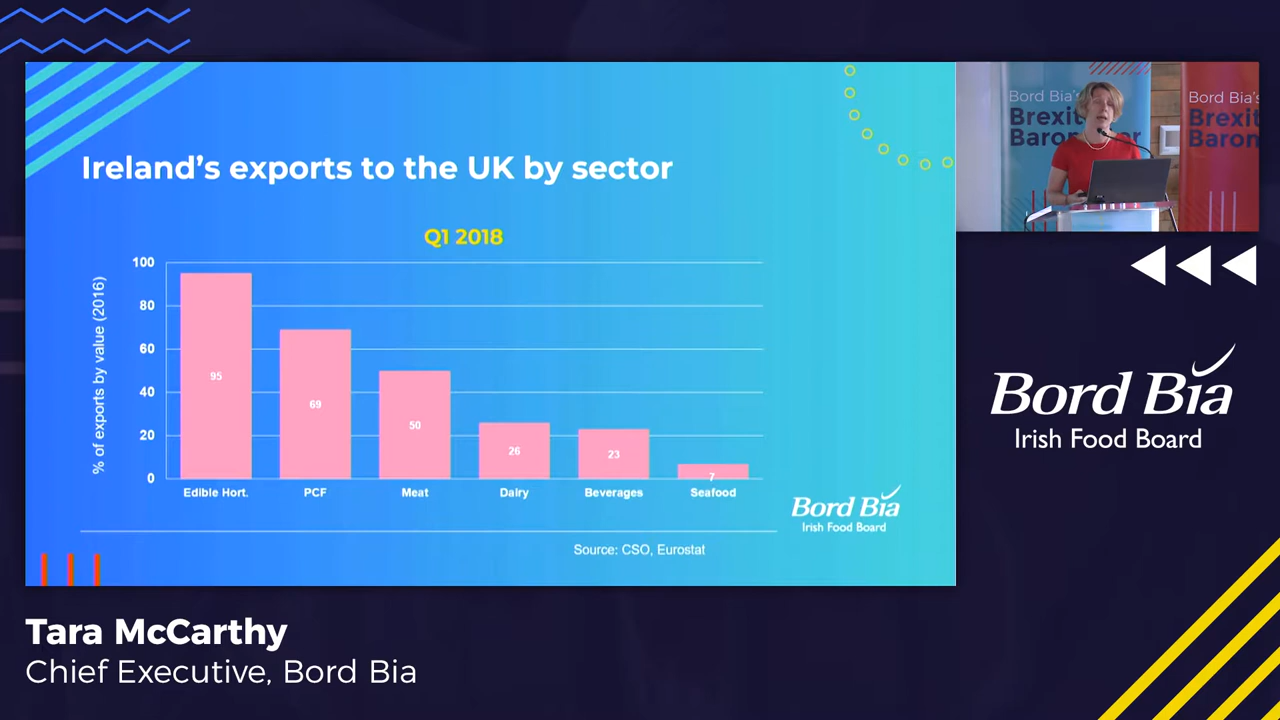 Ireland's exports to the UK by sector
Q1 2018
% of exports by value (2016)
100
80
60
40
20
0
95
69
50
26
23
7
Edible Hort.
PCF
Meat
Dairy
Beverages
Seafood
Bord Bia
Irish Food Board
Source: CSO, Eurostat
Bord Bia's
Brexit
Bord Bia's
Brexit
Bord Bia
Irish Food Board
Tara McCarthy
Chief Executive, Bord Bia